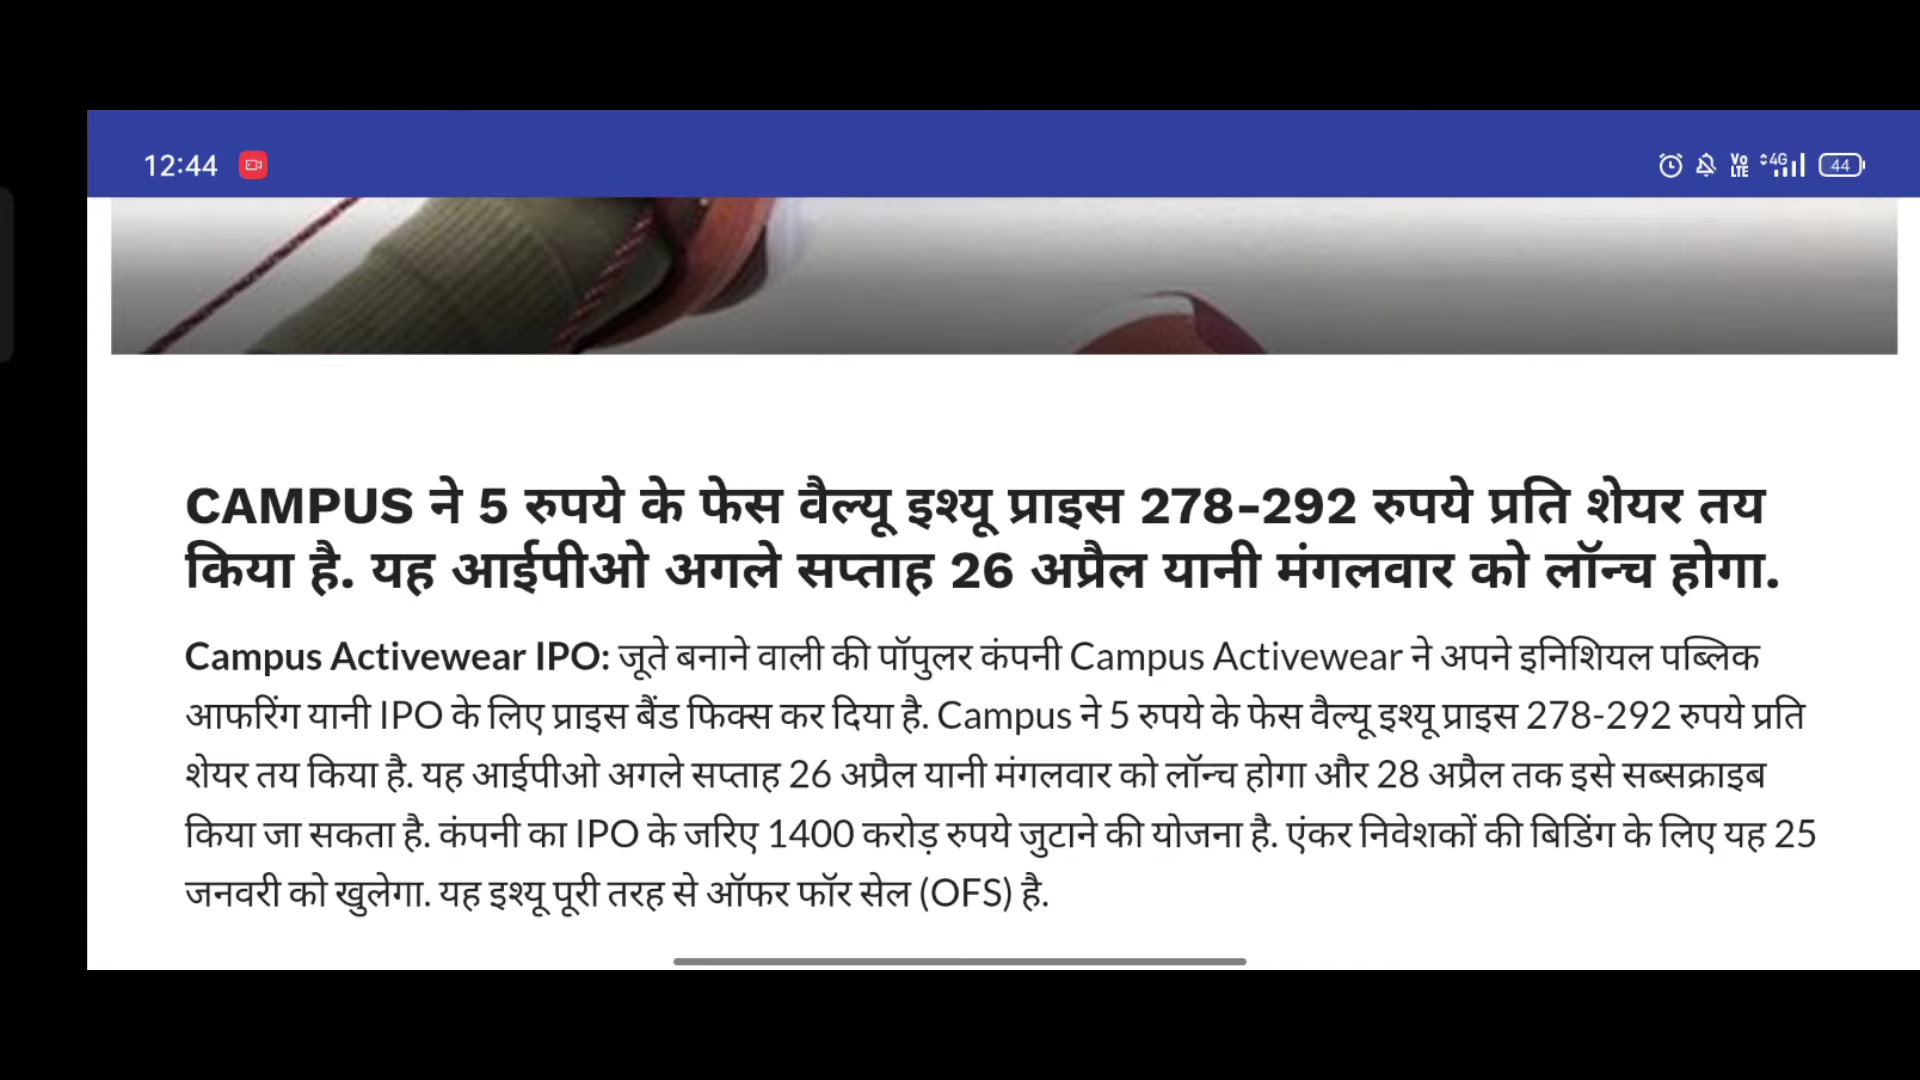 12:44
Vo LTE 4G 44
CAMPUS ने 5 रुपये के फेस वैल्यू इश्यू प्राइस 278-292 रुपये प्रति शेयर तय
किया है. यह आईपीओ अगले सप्ताह 26 अप्रैल यानी मंगलवार को लॉन्च होगा.
Campus Activewear IPO: जूते बनाने वाली की पॉपुलर कंपनी Campus Activewear ने अपने इनिशियल पब्लिक
आफरिंग यानी IPO के लिए प्राइस बैंड फिक्स कर दिया है. Campus ने 5 रुपये के फेस वैल्यू इश्यू प्राइस 278-292 रुपये प्रति
शेयर तय किया है. यह आईपीओ अगले सप्ताह 26 अप्रैल यानी मंगलवार को लॉन्च होगा और 28 अप्रैल तक इसे सब्सक्राइब
किया जा सकता है. कंपनी का IPO के जरिए 1400 करोड़ रुपये जुटाने की योजना है. एंकर निवेशकों की बिडिंग के लिए यह 25
जनवरी को खुलेगा. यह इश्यू पूरी तरह से ऑफर फॉर सेल (OFS) है.